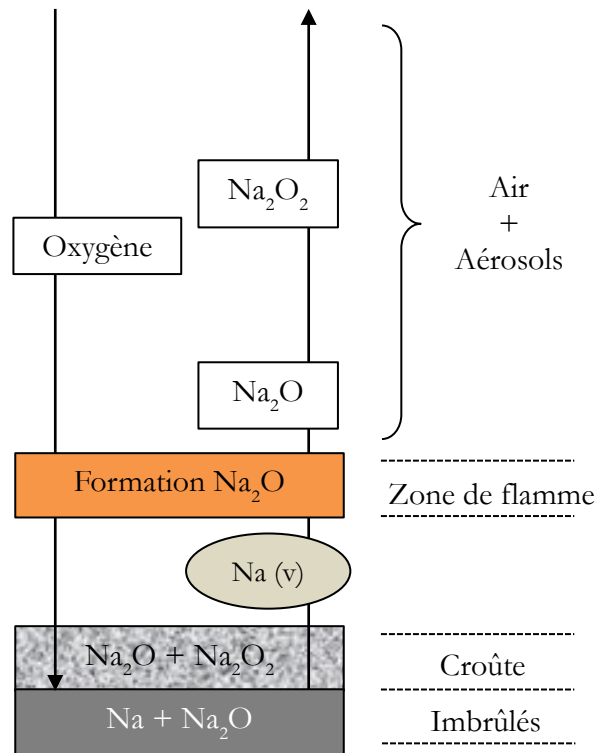 Na₂O₂
Oxygène
Air
+
Aérosols
Na₂O
Formation Na₂O
Zone de flamme
Na (v)
Na₂O + Na₂O₂
Croûte
Na + Na₂O
Imbrûlés